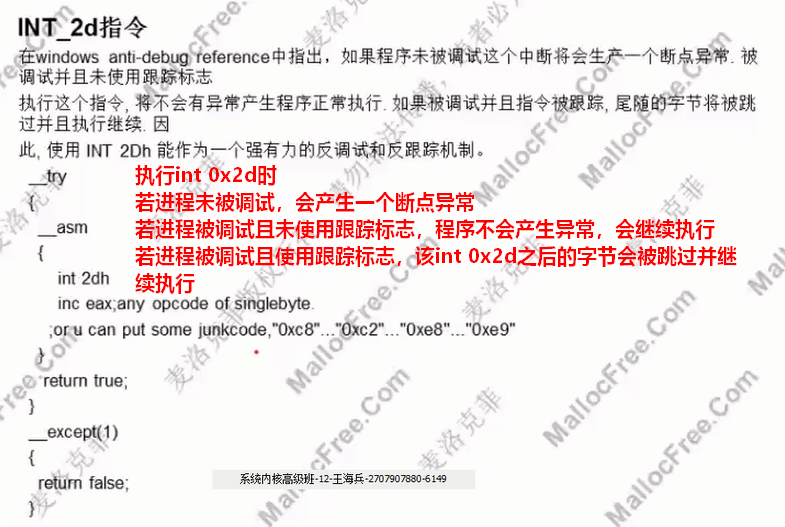 INT_2d指令
在windows anti-debug reference中指出，如果程序未被调试这个中断将会生产一个断点异常. 被
调试并且未使用跟踪标志
执行这个指令, 将不会有异常产生程序正常执行. 如果被调试并且指令被跟踪, 尾随的字节将被跳
过并且执行继续. 因
此, 使用 INT 2Dh 能作为一个强有力的反调试和反跟踪机制。
__try
执行int 0x2d时
{
若进程未被调试，会产生一个断点异常
__asm
若进程被调试且未使用跟踪标志，程序不会产生异常，会继续执行
{
若进程被调试且使用跟踪标志，该int 0x2d之后的字节会被跳过并继
int 2dh
续执行
inc eax;any opcode of singlebyte.
;or u can put some junkcode,"0xc8"..."0xc2"..."0xe8"..."0xe9"
}
return true;
}
__except(1)
{
return false;
}
系统内核高级班-12-王海兵-2707907880-6149
麦洛克菲
MallocFree.Com